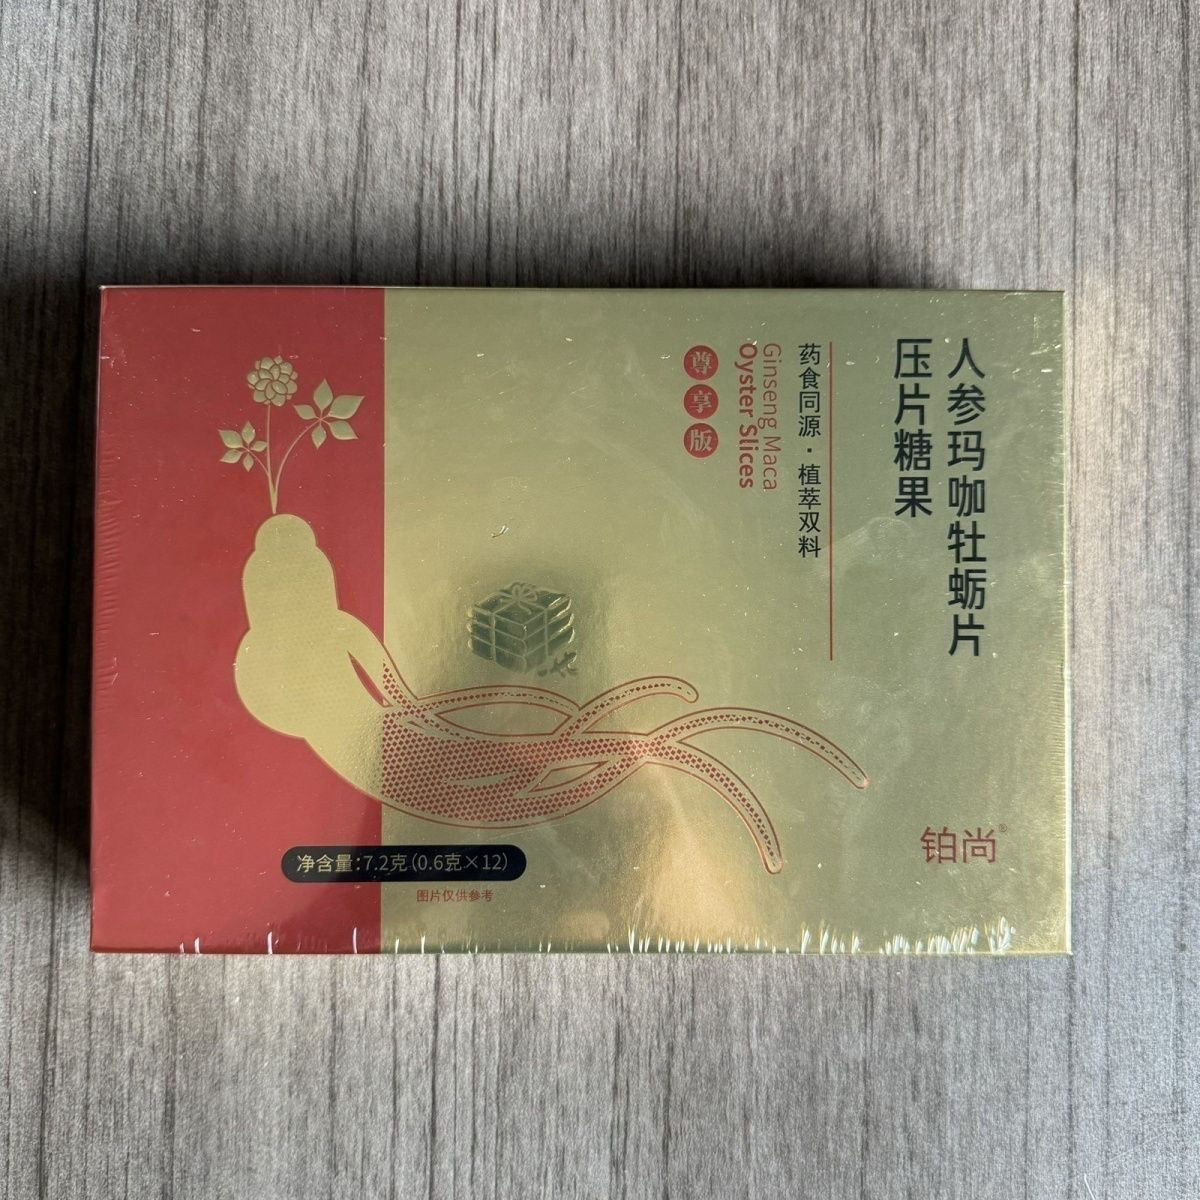 人参玛咖牡蛎片
压片糖果
药食同源·植萃双料
Ginseng Maca
Oyster Slices
尊享版
铂尚®
净含量:7.2克(0.6克×12)
图片仅供参考